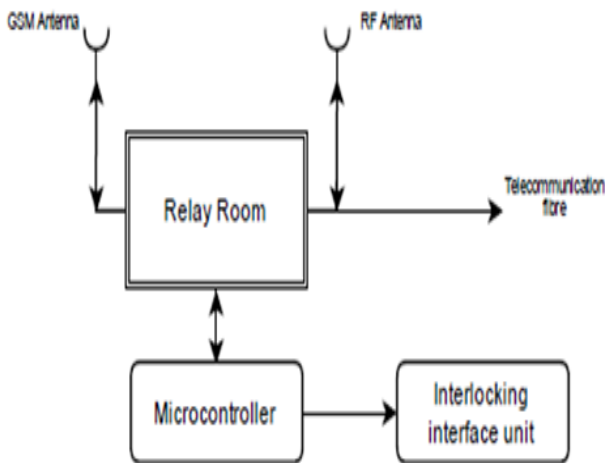 GSM Antenna
RF Antenna
Relay Room
Telecommunication
fibre
Microcontroller
Interlocking
interface unit